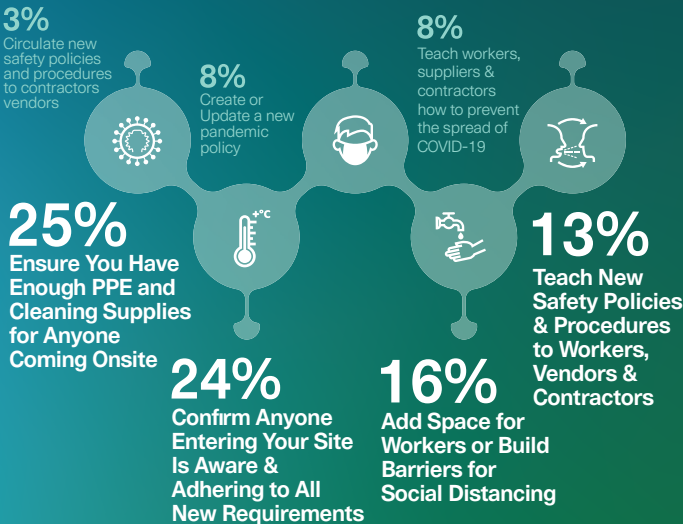 3%
Circulate new
safety policies
and procedures
to contractors
vendors
8%
Create or
Update a new
pandemic
policy
8%
Teach workers,
suppliers &
contractors
how to prevent
the spread of
COVID-19
+°C
25%
Ensure You Have
Enough PPE and
Cleaning Supplies
for Anyone
Coming Onsite
24%
Confirm Anyone
Entering Your Site
Is Aware &
Adhering to All
New Requirements
16%
Add Space for
Workers or Build
Barriers for
Social Distancing
13%
Teach New
Safety Policies
& Procedures
to Workers,
Vendors &
Contractors